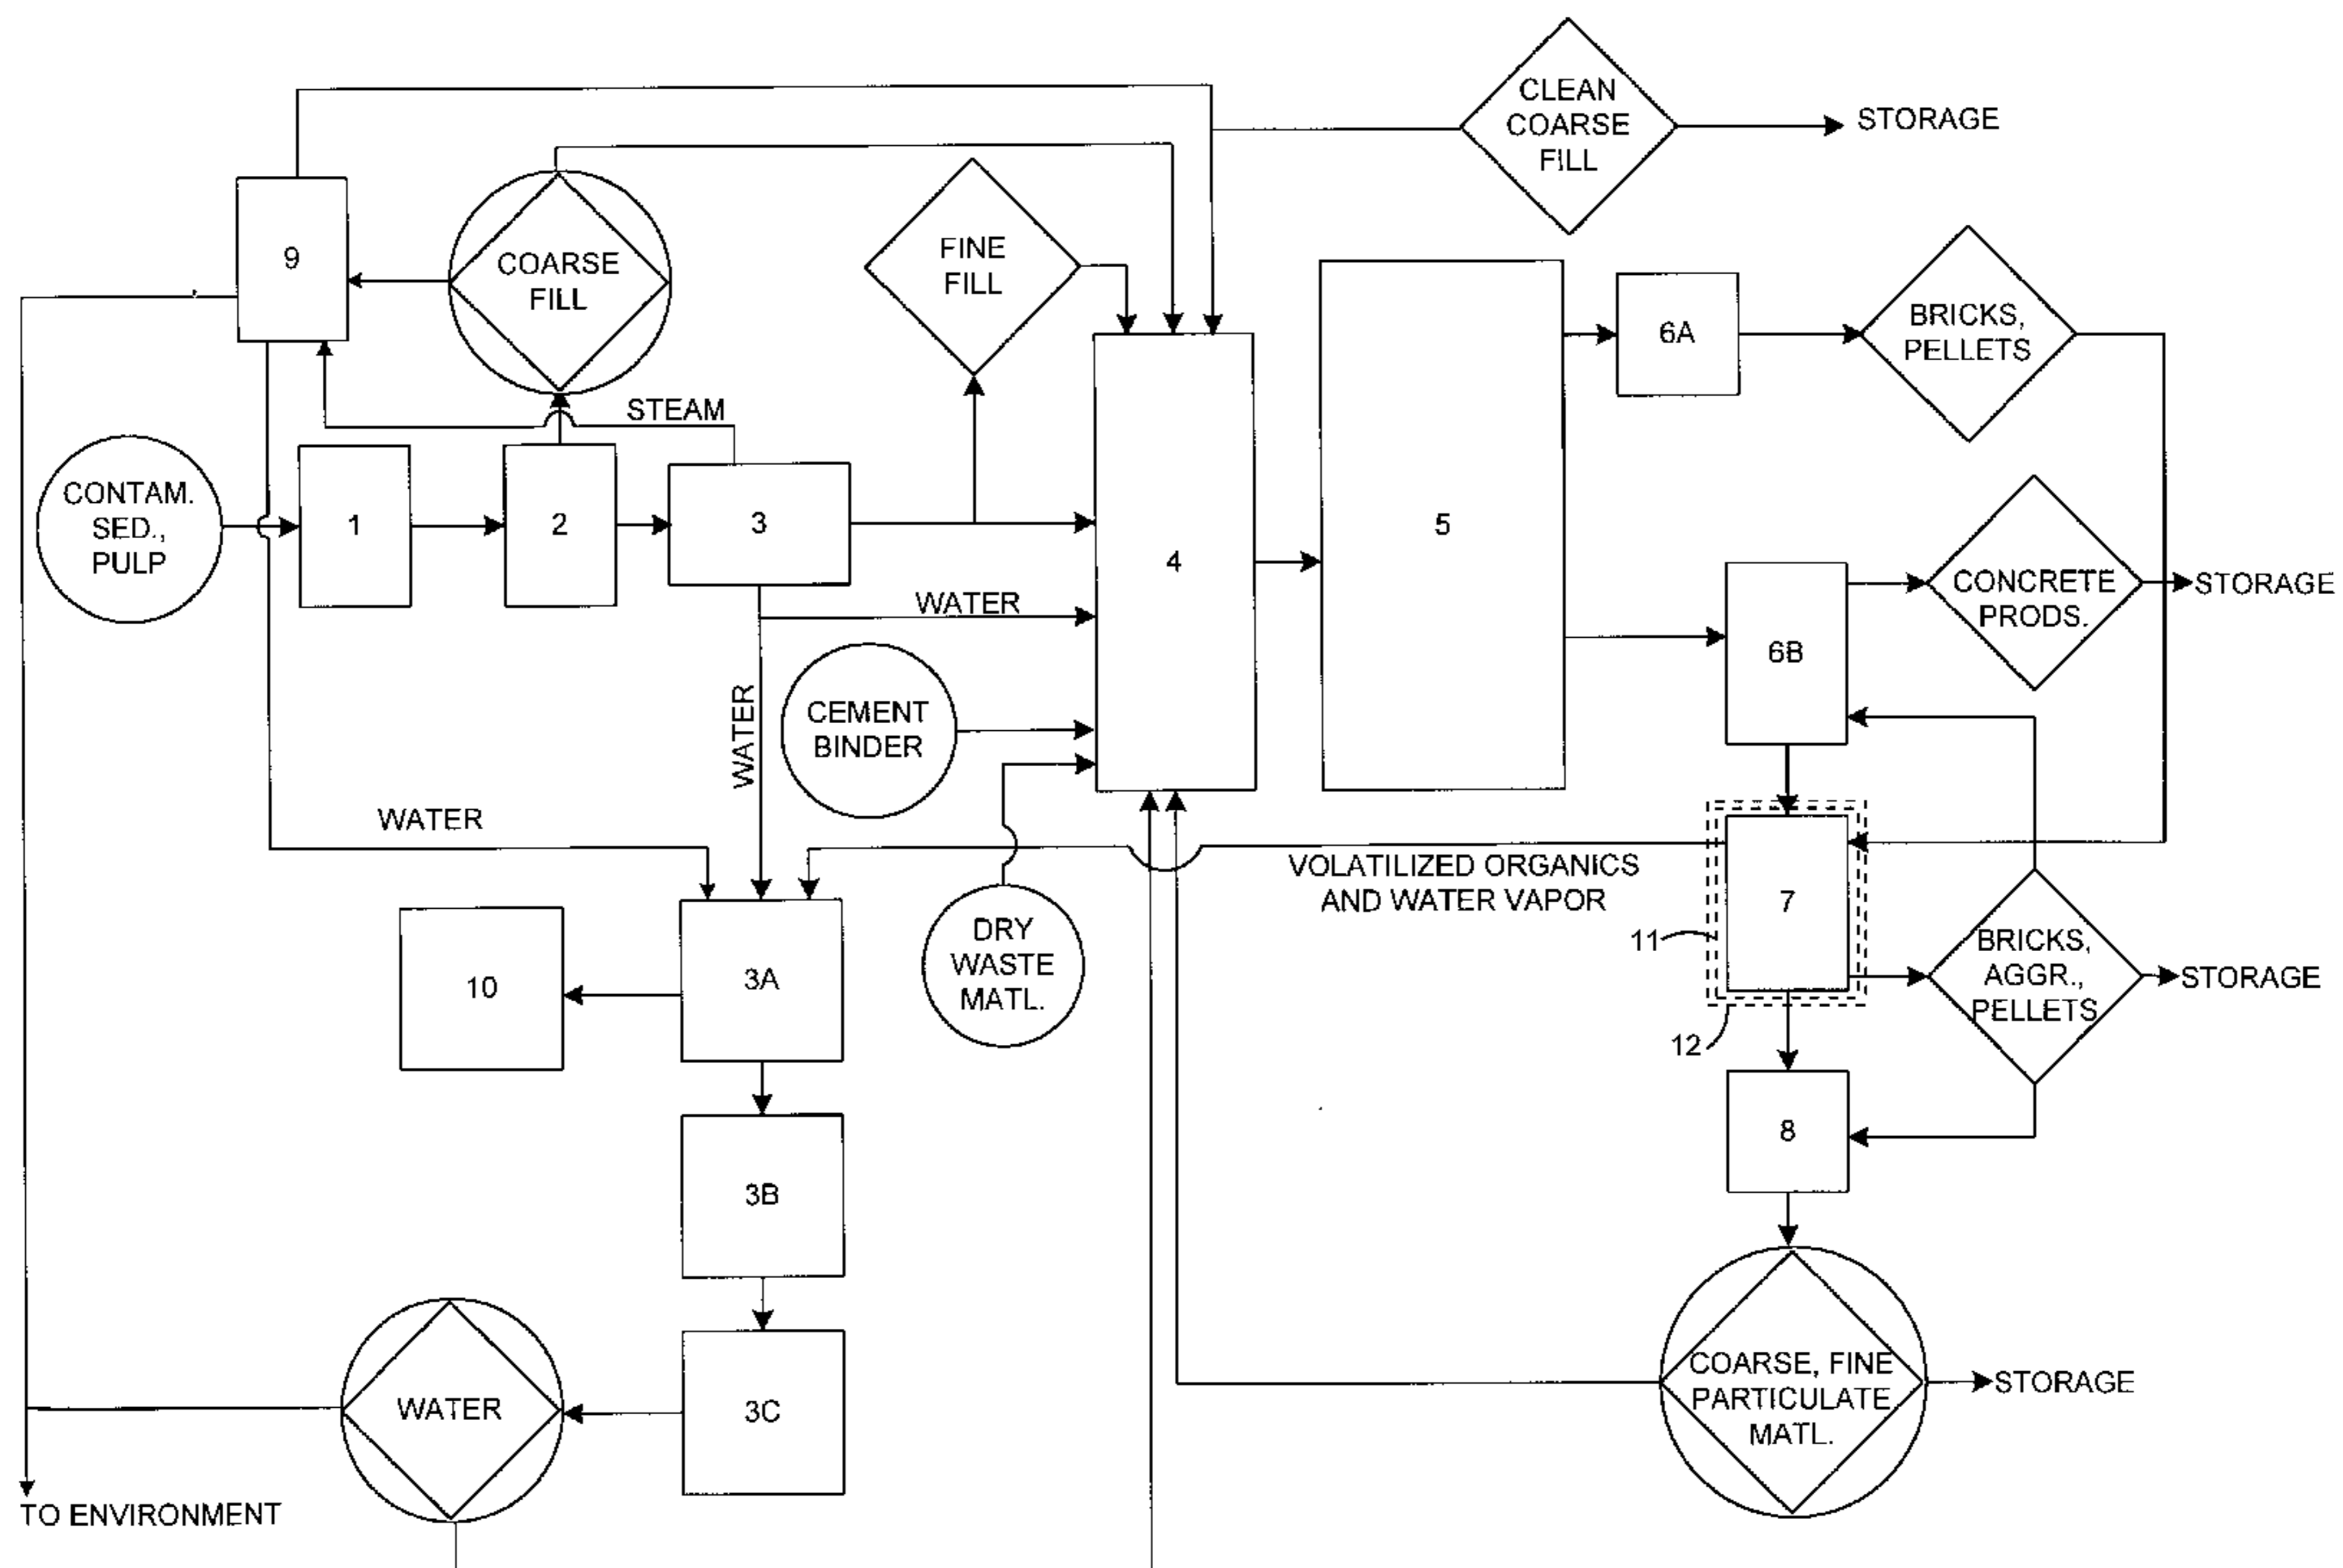 CLEAN
COARSE
FILL
STORAGE
9
COARSE
FILL
FINE
FILL
6A
BRICKS,
PELLETS
STEAM
CONTAM.
SED.,
PULP
1
2
3
4
5
WATER
6B
CONCRETE
PRODS.
STORAGE
WATER
CEMENT
BINDER
WATER
VOLATILIZED ORGANICS
AND WATER VAPOR
7
11
12
BRICKS,
AGGR.,
PELLETS
STORAGE
10
3A
DRY
WASTE
MATL.
8
3B
WATER
3C
COARSE, FINE
PARTICULATE
MATL.
STORAGE
TO ENVIRONMENT